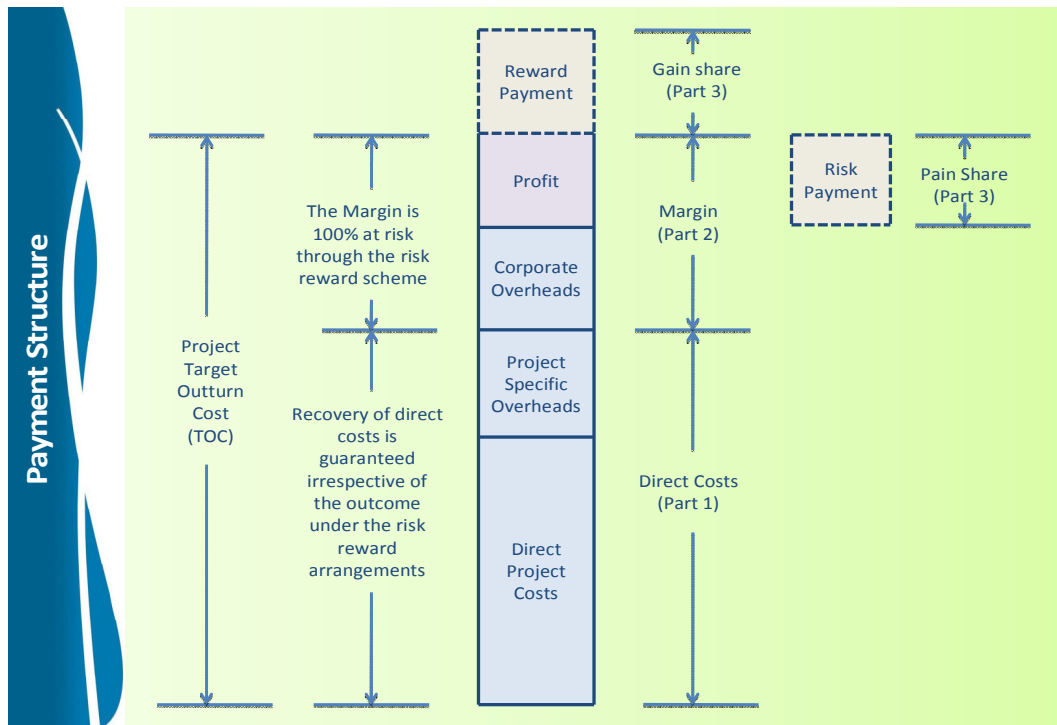 Payment Structure
Project
Target
Outturn
Cost
(TOC)
The Margin is
100% at risk
through the risk
reward scheme
Recovery of direct
costs is
guaranteed
irrespective of
the outcome
under the risk
reward
arrangements
Reward
Payment
Profit
Corporate
Overheads
Project
Specific
Overheads
Direct
Project
Costs
Gain share
(Part 3)
Margin
(Part 2)
Direct Costs
(Part 1)
Risk
Payment
Pain Share
(Part 3)